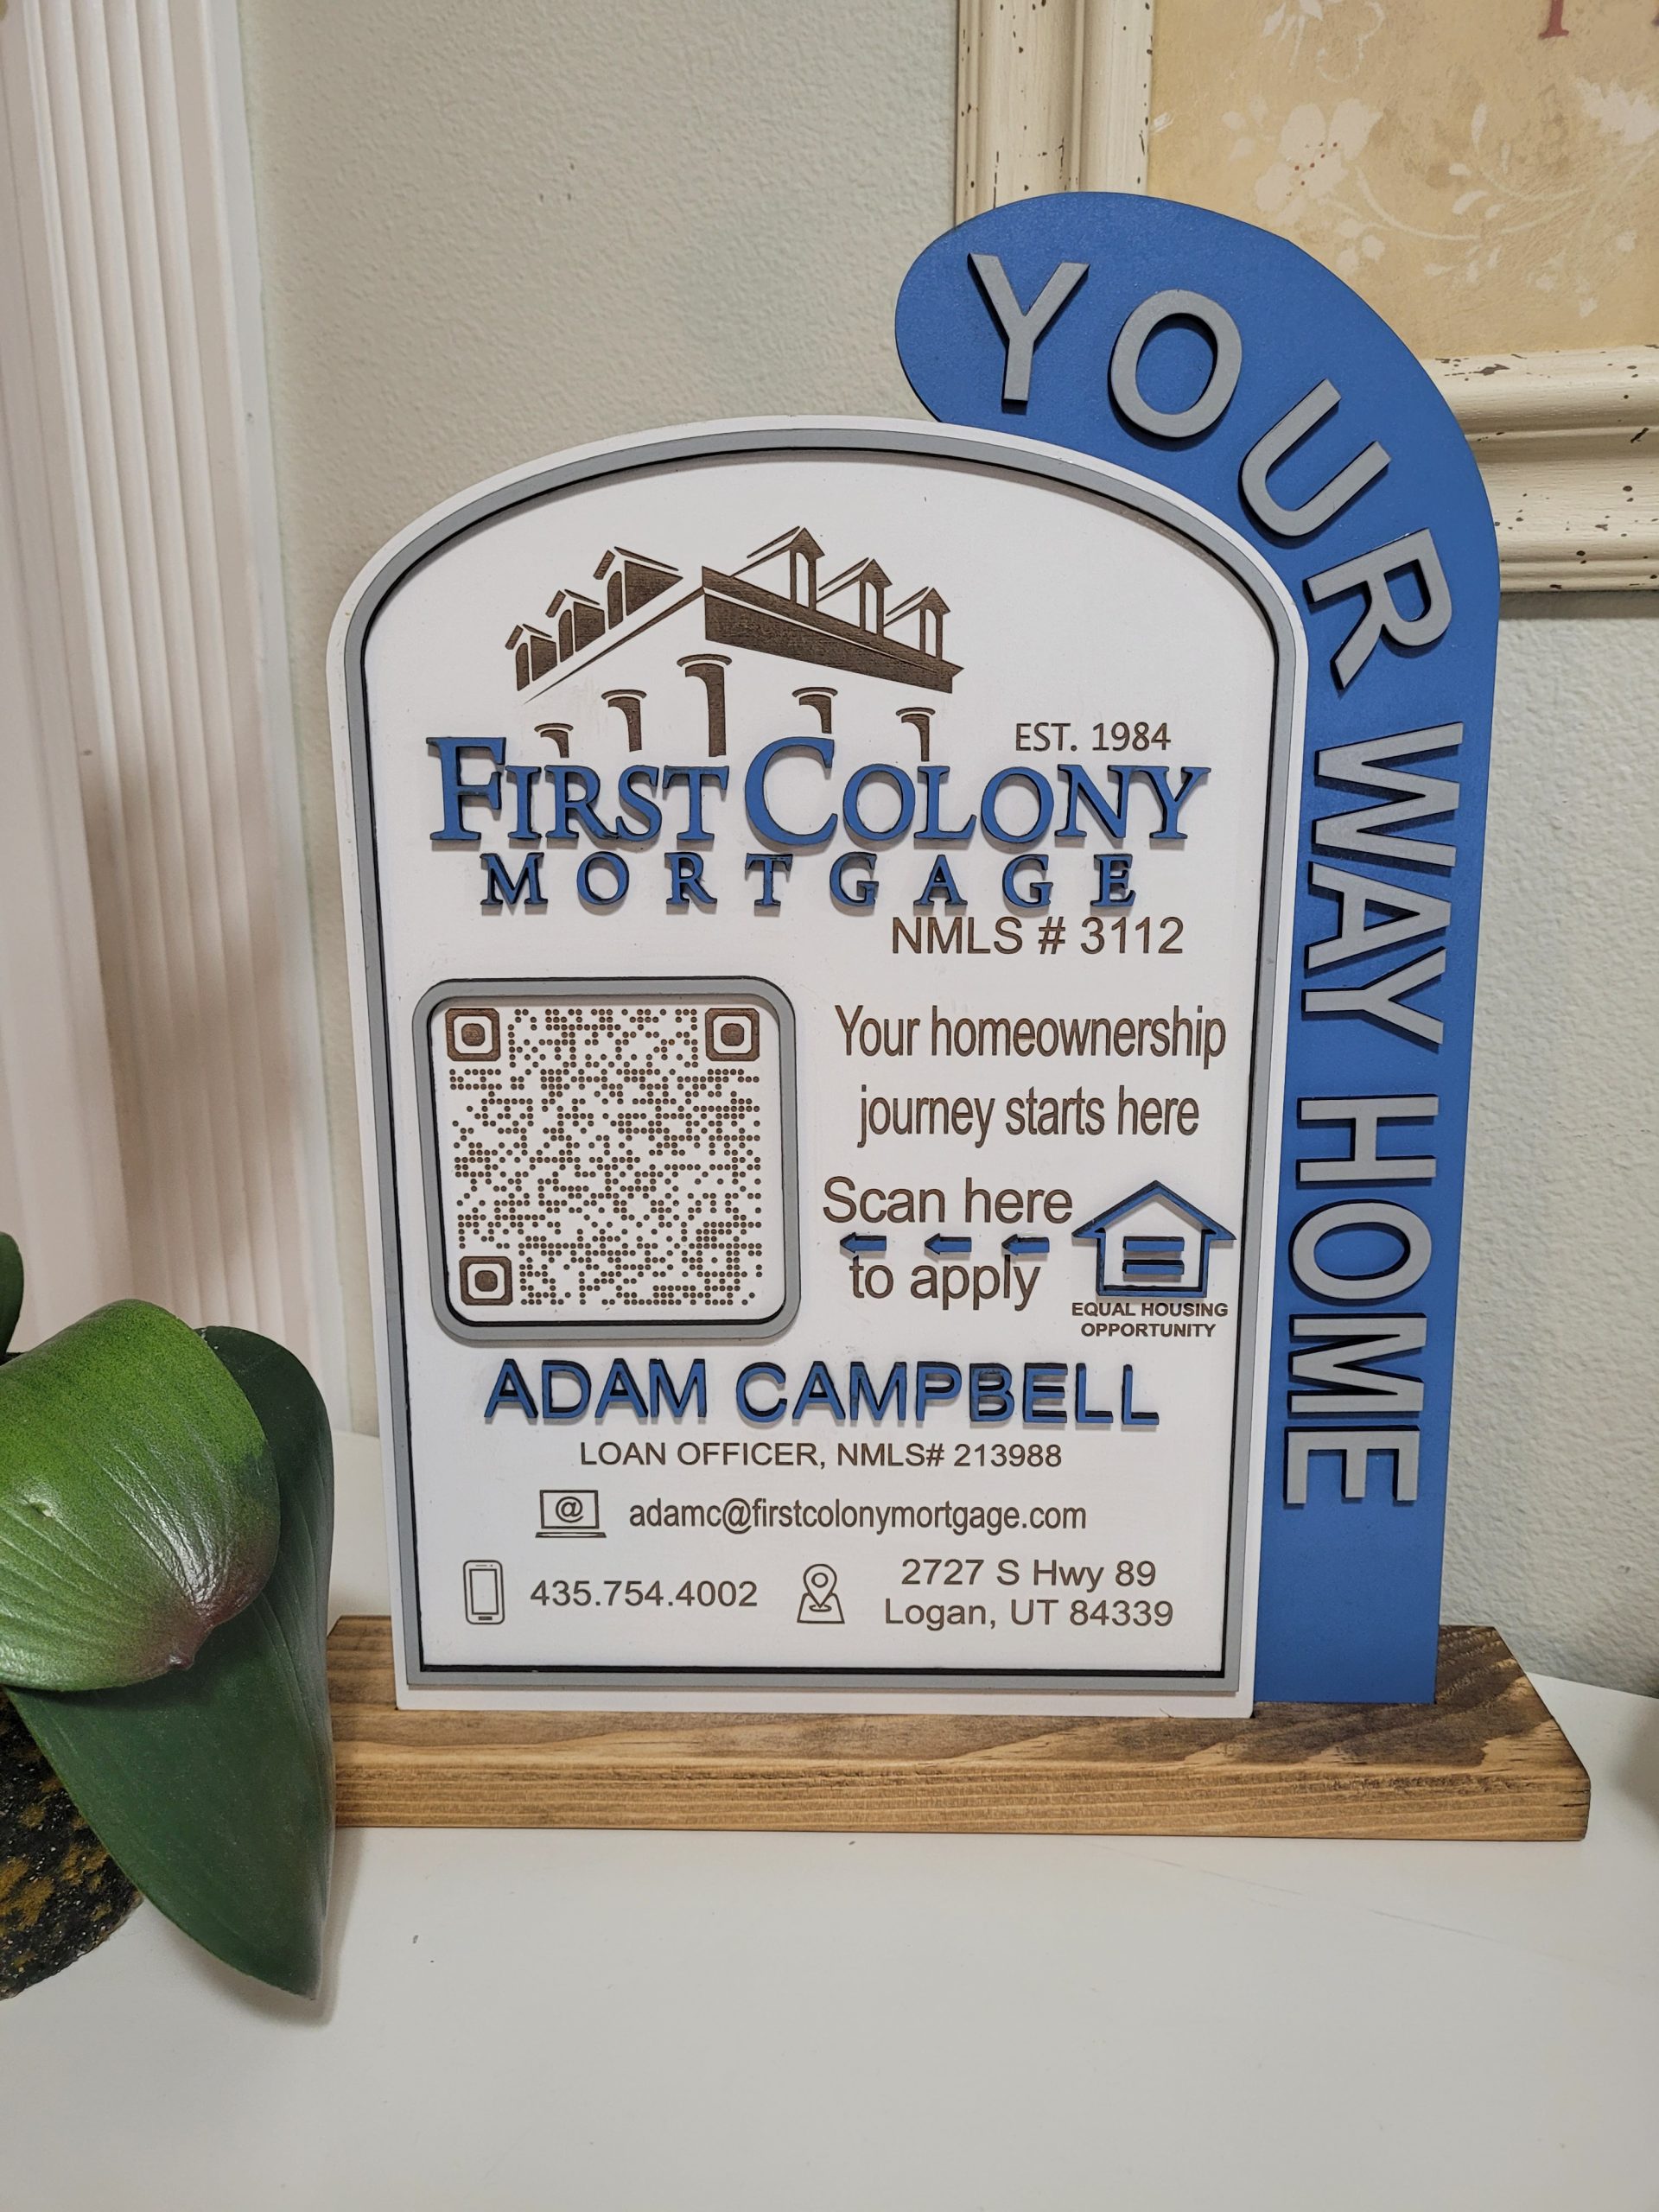 YOUR WAY HOME
EST. 1984
FIRST COLONY
MORTGAGE
NMLS # 3112
Your homeownership
journey starts here
Scan here
to apply
EQUAL HOUSING
OPPORTUNITY
ADAM CAMPBELL
LOAN OFFICER, NMLS# 213988
@ adamc@firstcolonymortgage.com
435.754.4002
2727 S Hwy 89
Logan, UT 84339